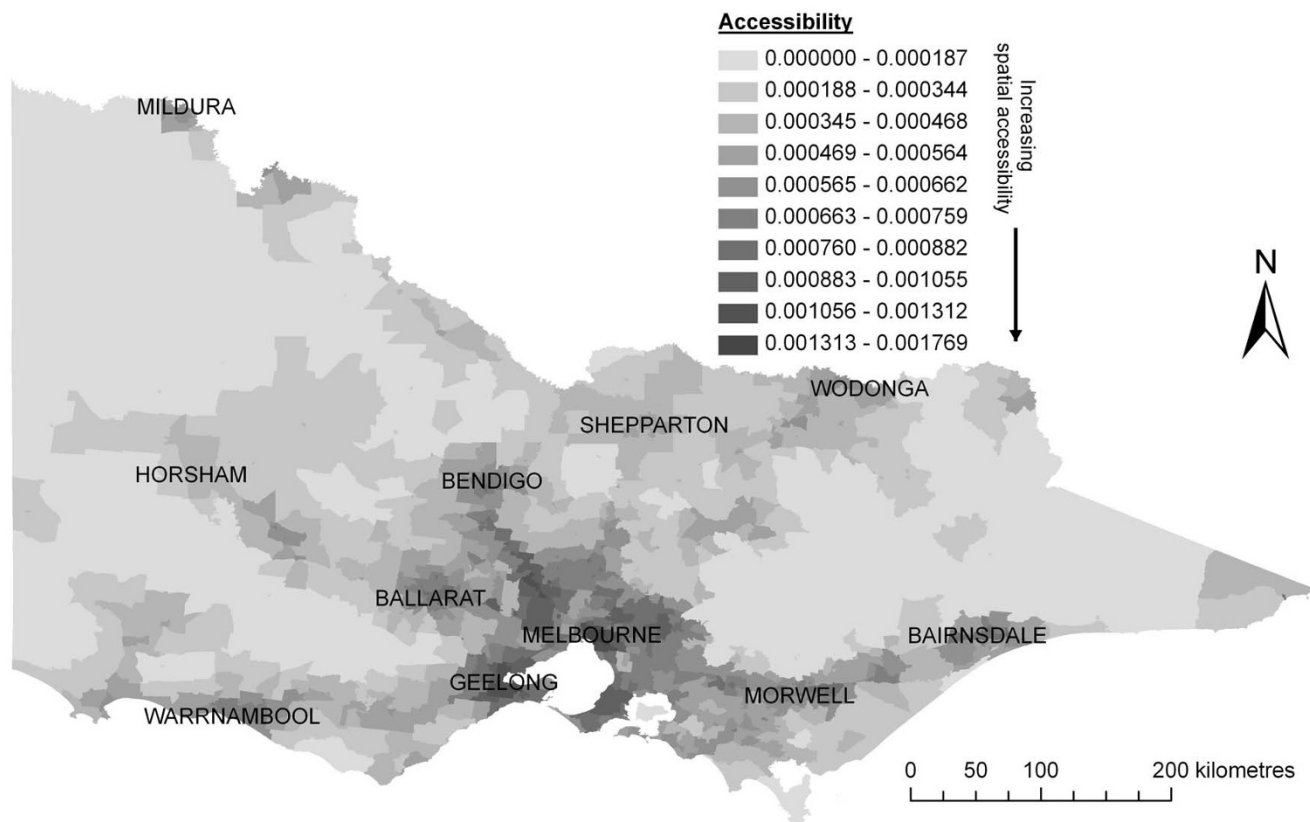 Accessibility
0.000000 - 0.000187
0.000188 - 0.000344
0.000345 - 0.000468
0.000469 - 0.000564
0.000565 - 0.000662
0.000663 - 0.000759
0.000760 - 0.000882
0.000883 - 0.001055
0.001056 - 0.001312
0.001313 - 0.001769
Increasing
spatial accessibility
N
MILDURA
WODONGA
SHEPPARTON
HORSHAM
BENDIGO
BALLARAT
MELBOURNE
BAIRNSDALE
GEELONG
MORWELL
WARRNAMBOOL
0 50 100 200 kilometres